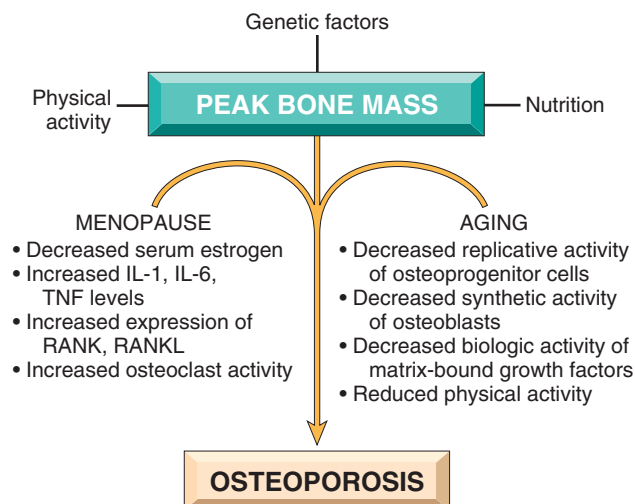 Genetic factors
Physical
activity
PEAK BONE MASS
Nutrition
MENOPAUSE
• Decreased serum estrogen
• Increased IL-1, IL-6,
TNF levels
• Increased expression of
RANK, RANKL
• Increased osteoclast activity
AGING
• Decreased replicative activity
of osteoprogenitor cells
• Decreased synthetic activity
of osteoblasts
• Decreased biologic activity of
matrix-bound growth factors
• Reduced physical activity
OSTEOPOROSIS